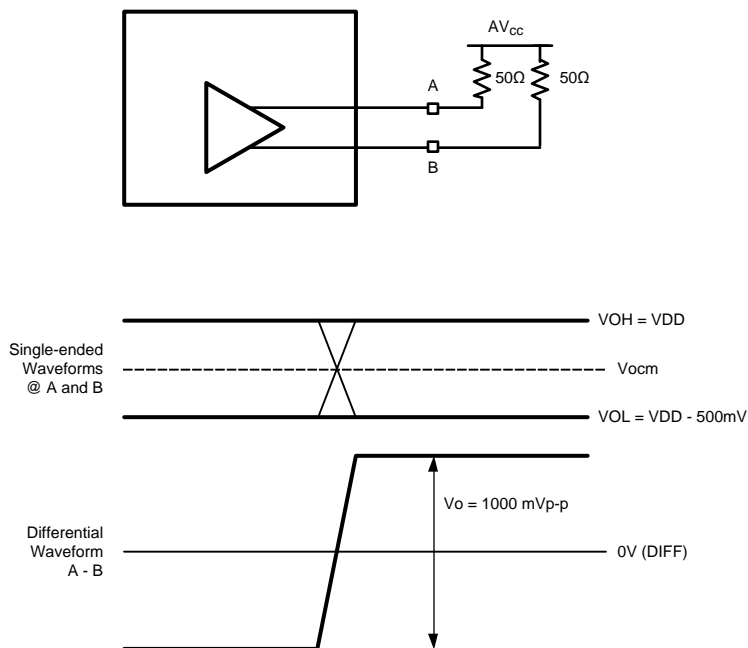 AVcc
50Ω 50Ω
A
B
VOH = VDD
Single-ended
Waveforms
@ A and B
Vocm
VOL = VDD - 500mV
Vo = 1000 mVp-p
Differential
Waveform
A - B
0V (DIFF)